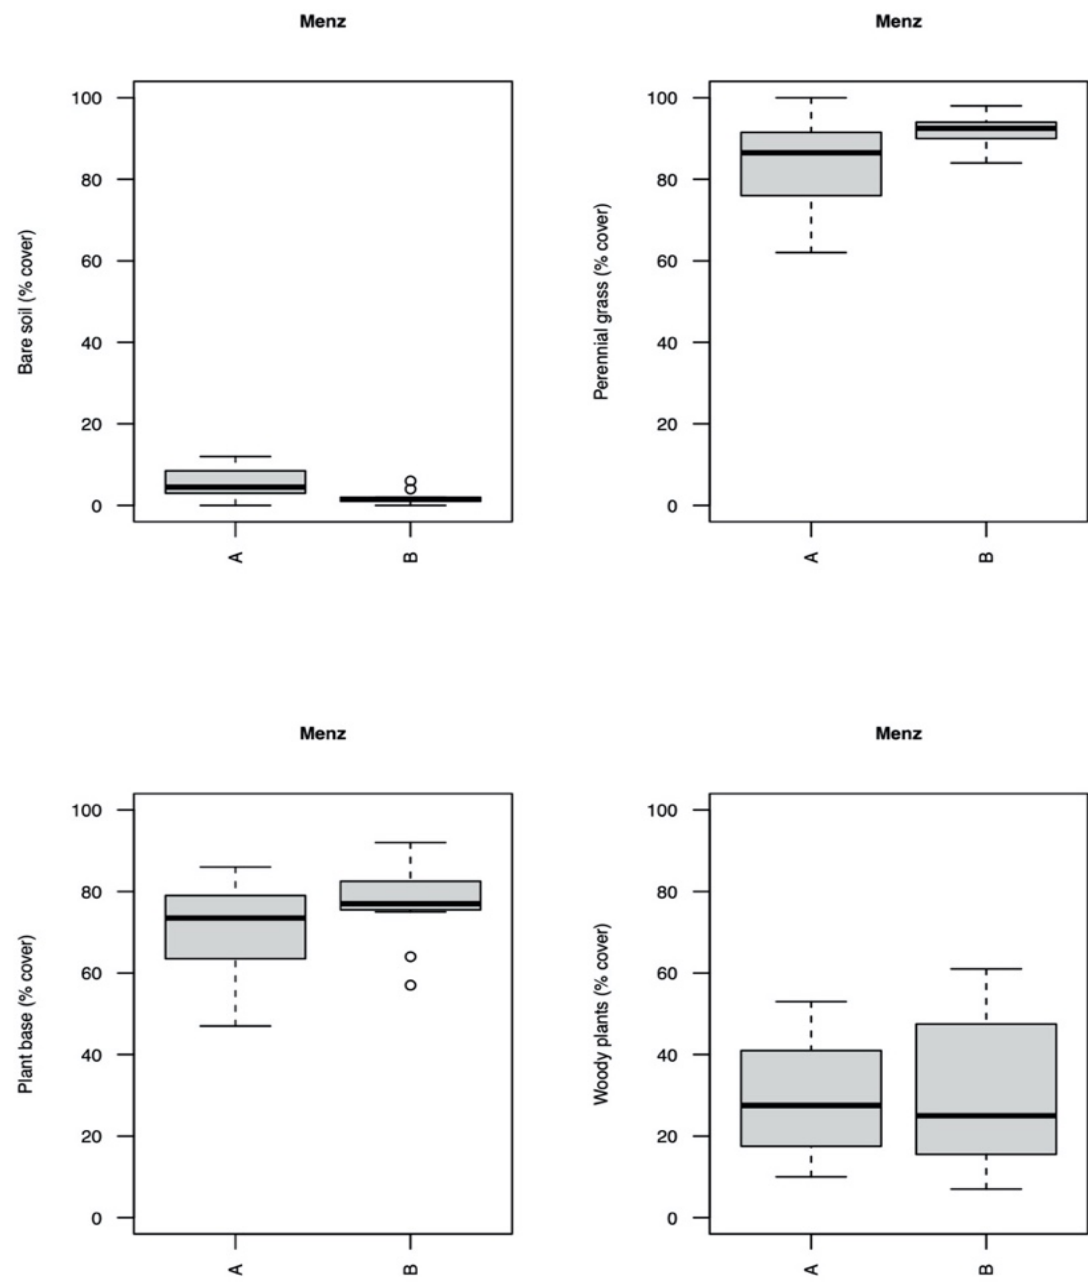 Menz
Bare soil (% cover)
100
80
60
40
20
0
A
B
Menz
Perennial grass (% cover)
100
80
60
40
20
0
A
B
Menz
Plant base (% cover)
100
80
60
40
20
0
A
B
Menz
Woody plants (% cover)
100
80
60
40
20
0
A
B